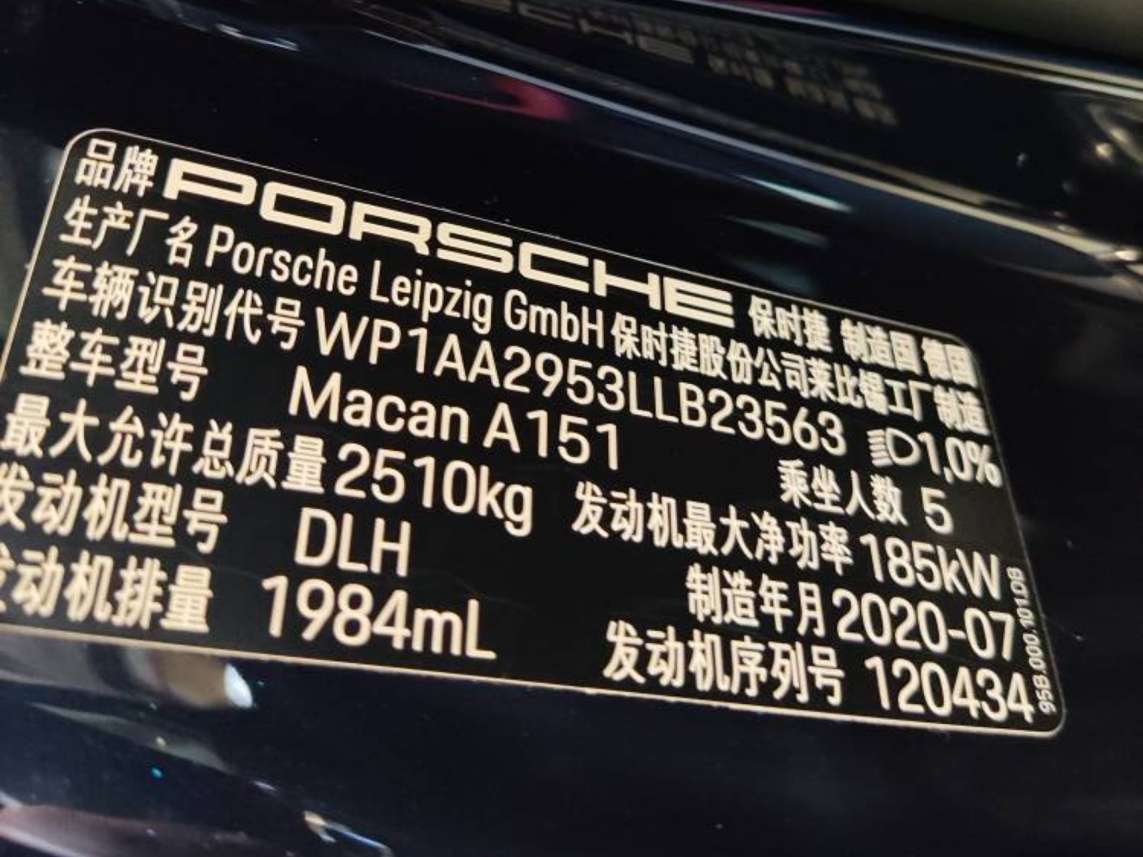 品牌 PORSCHE 保时捷 制造国 德国
生产厂名 Porsche Leipzig GmbH 保时捷股份公司莱比锡工厂制造
车辆识别代号 WP1AA2953LLB23563 1,0%
整车型号 Macan A151 乘坐人数 5
最大允许总质量 2510kg 发动机最大净功率 185kW
发动机型号 DLH 制造年月 2020-07
发动机排量 1984mL 发动机序列号 120434
95B.000.101.DB